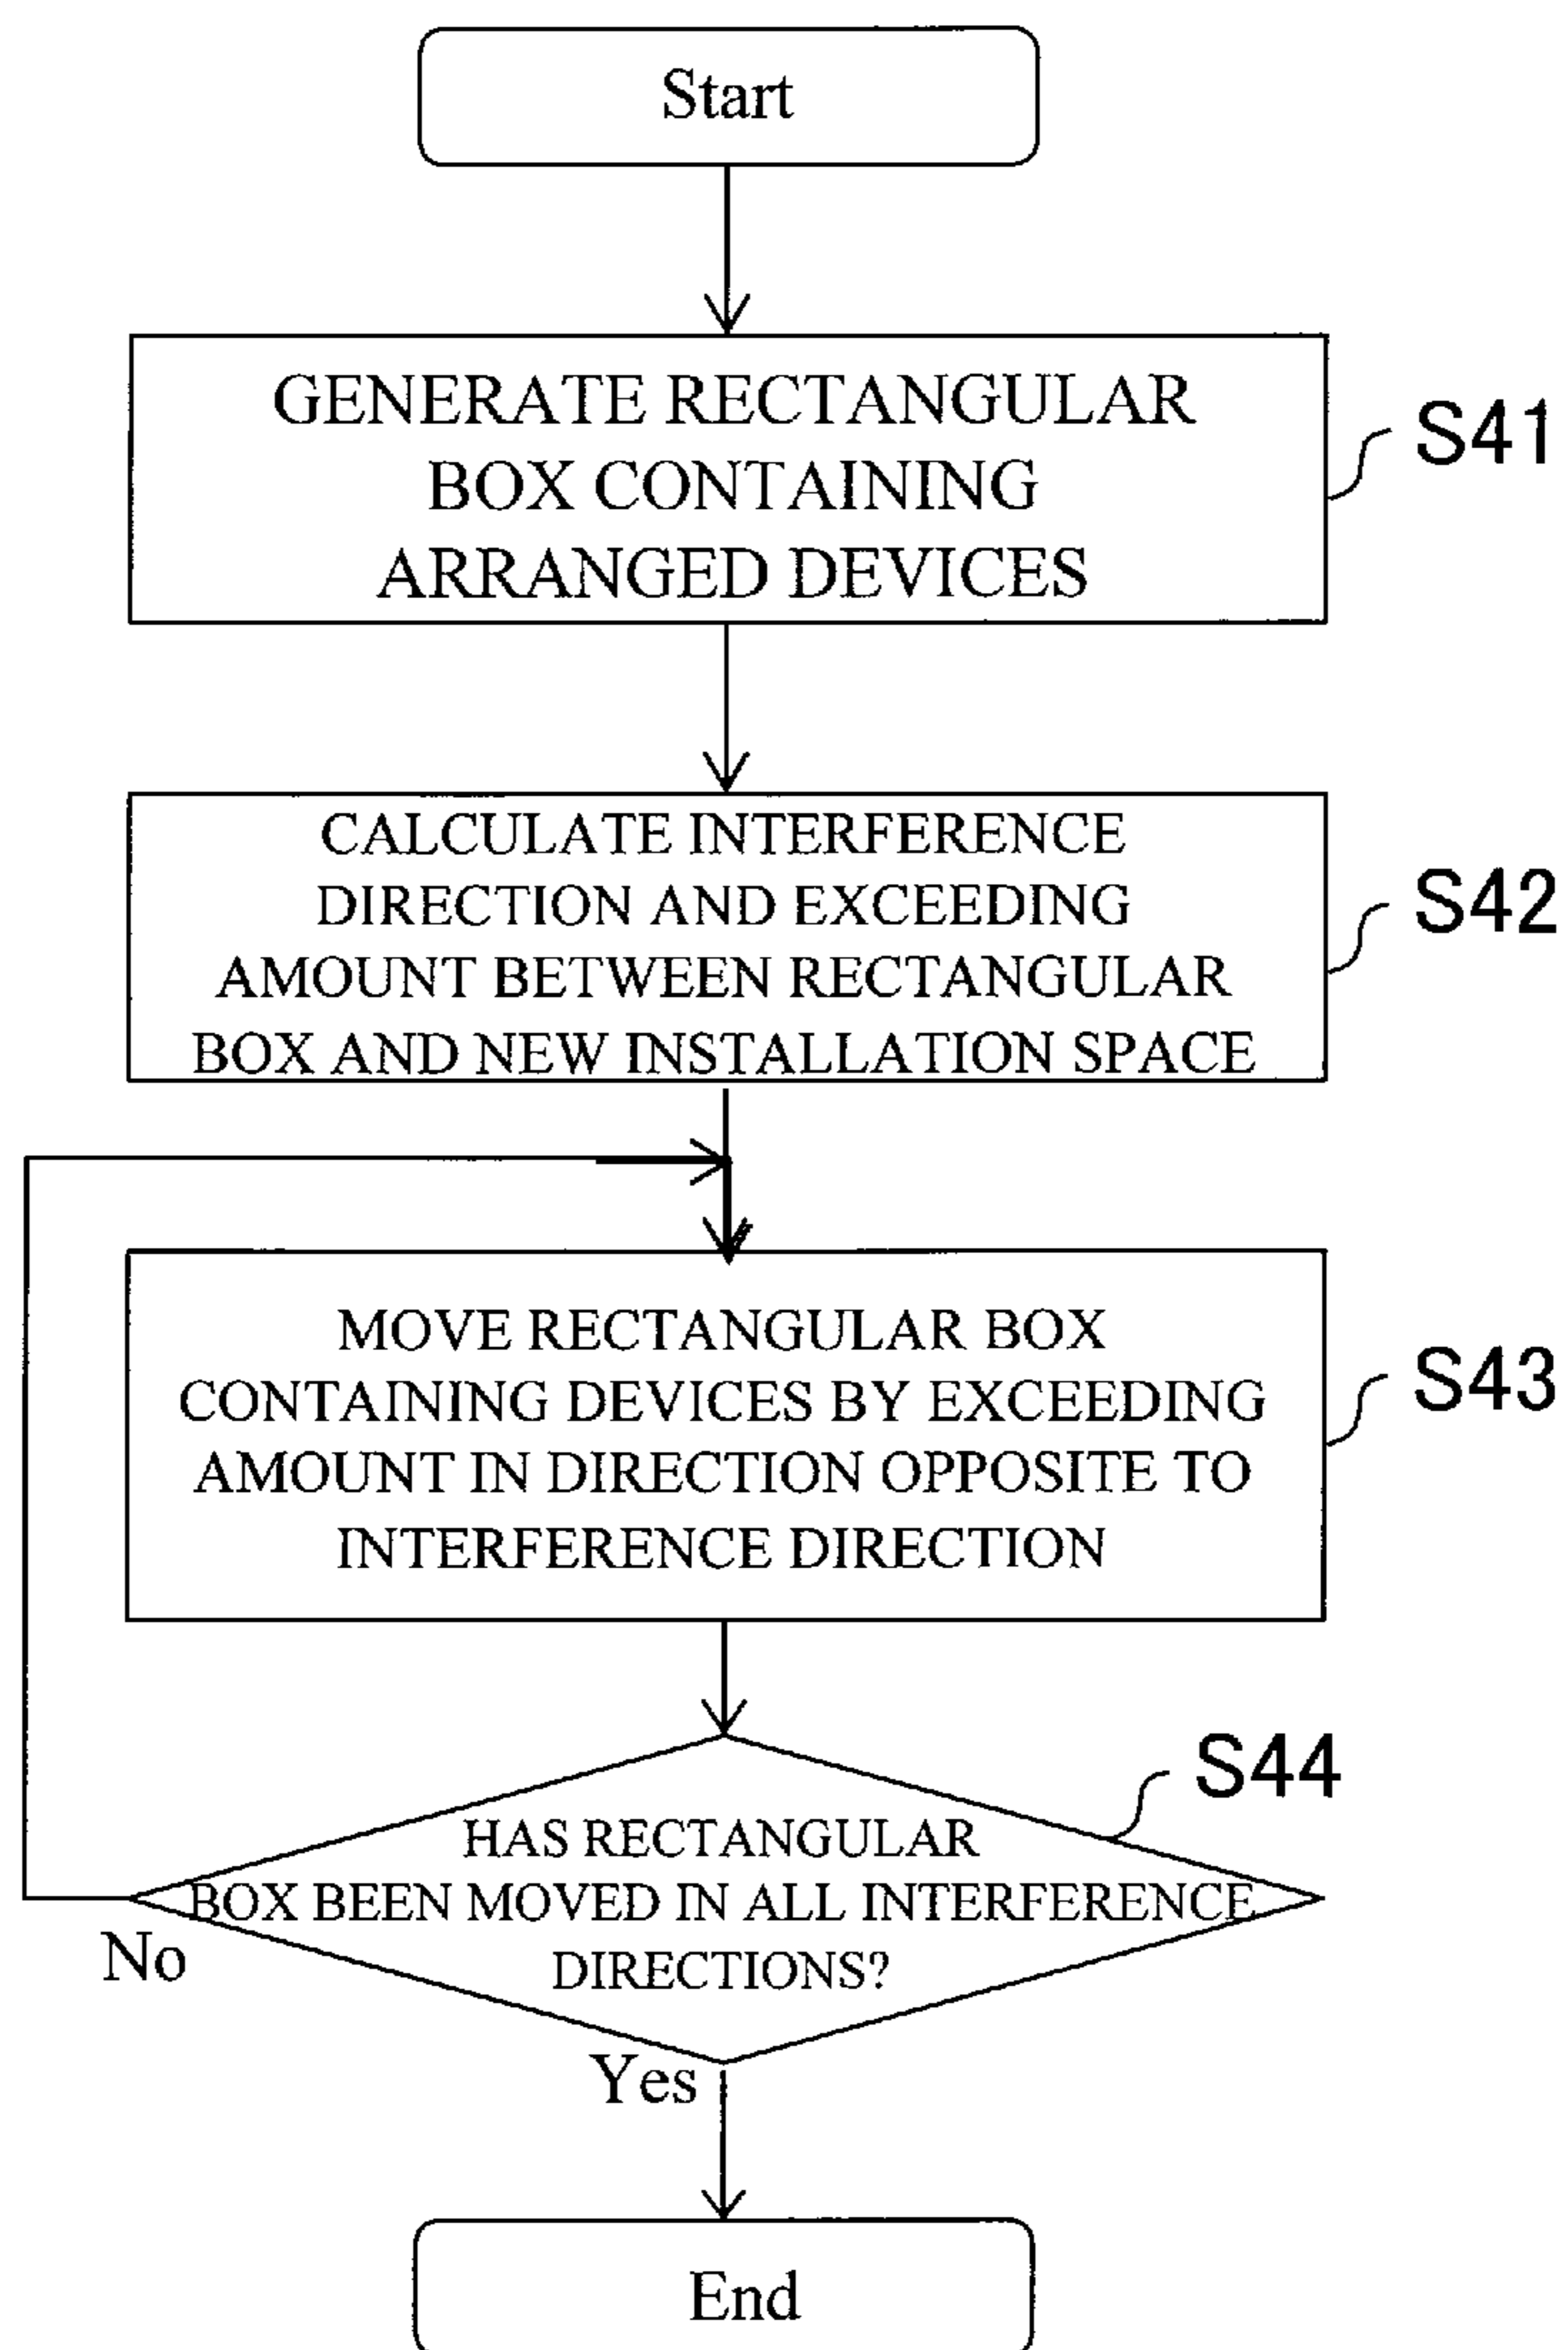 Start
GENERATE RECTANGULAR
BOX CONTAINING
ARRANGED DEVICES
S41
CALCULATE INTERFERENCE
DIRECTION AND EXCEEDING
AMOUNT BETWEEN RECTANGULAR
BOX AND NEW INSTALLATION SPACE
S42
MOVE RECTANGULAR BOX
CONTAINING DEVICES BY EXCEEDING
AMOUNT IN DIRECTION OPPOSITE TO
INTERFERENCE DIRECTION
S43
S44
HAS RECTANGULAR
BOX BEEN MOVED IN ALL INTERFERENCE
DIRECTIONS?
No
Yes
End